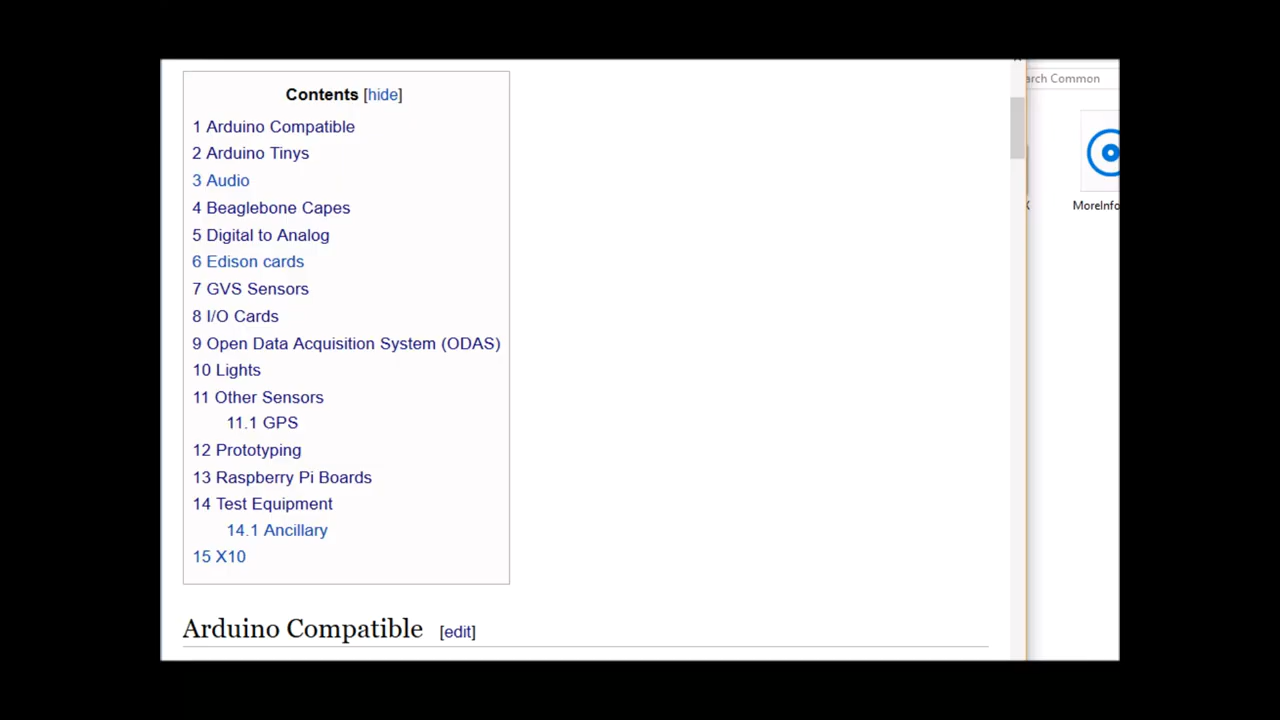 Contents [hide]
1 Arduino Compatible
2 Arduino Tinys
3 Audio
4 Beaglebone Capes
5 Digital to Analog
6 Edison cards
7 GVS Sensors
8 I/O Cards
9 Open Data Acquisition System (ODAS)
10 Lights
11 Other Sensors
11.1 GPS
12 Prototyping
13 Raspberry Pi Boards
14 Test Equipment
14.1 Ancillary
15 X10
Arduino Compatible [edit]
arch Common
MoreInfo